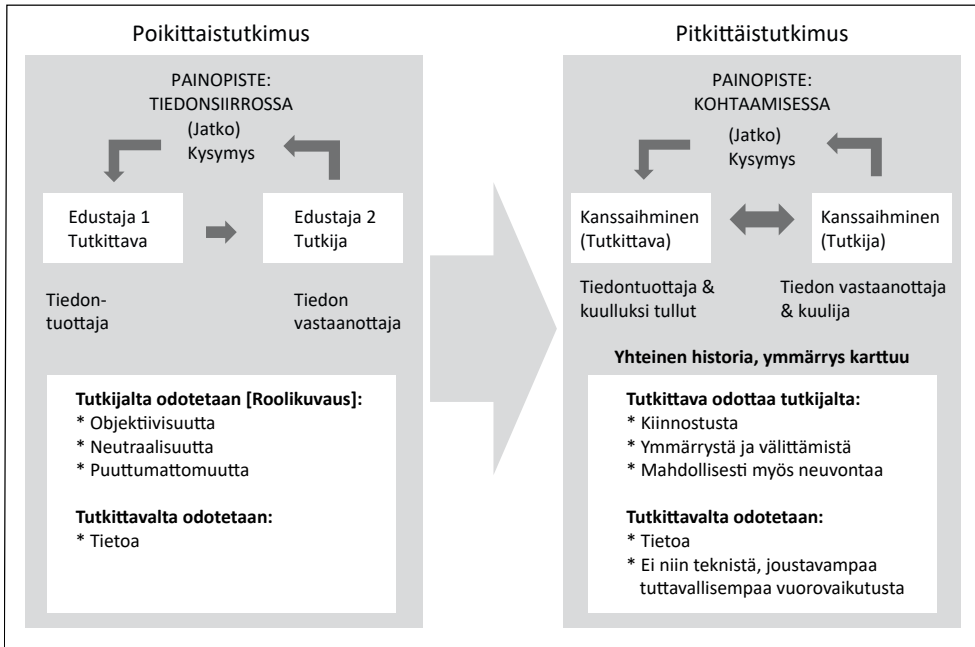 Poikittaistutkimus
PAINOPISTE:
TIEDONSIIRROSSA
(Jatko)
Kysymys
Edustaja 1
Tutkittava
Edustaja 2
Tutkija
Tiedon-
tuottaja
Tiedon
vastaanottaja
Tutkijalta odotetaan [Roolikuvaus]:
* Objektiivisuutta
* Neutraalisuutta
* Puuttumattomuutta
Tutkittavalta odotetaan:
* Tietoa
Pitkittäistutkimus
PAINOPISTE:
KOHTAAMISESSA
(Jatko)
Kysymys
Kanssaihminen
(Tutkittava)
Kanssaihminen
(Tutkija)
Tiedontuottaja &
kuulluksi tullut
Tiedon vastaanottaja
& kuulija
Yhteinen historia, ymmärrys karttuu
Tutkittava odottaa tutkijalta:
* Kiinnostusta
* Ymmärrystä ja välittämistä
* Mahdollisesti myös neuvontaa
Tutkittavalta odotetaan:
* Tietoa
* Ei niin teknistä, joustavampaa
tuttavallisempaa vuorovaikutusta